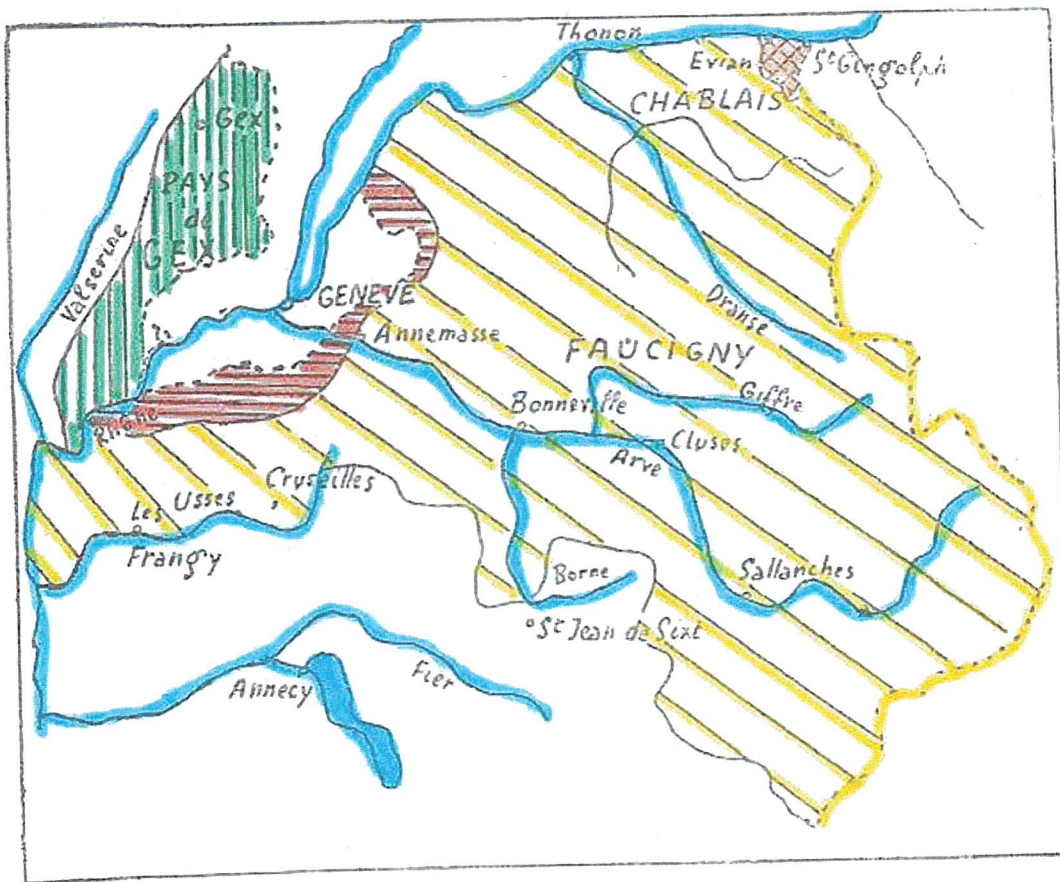 Thonon
Evian
St Gingolph
CHABLAIS
Gex
PAYS
de
GEX
Valserine
GENEVE
Annemasse
Dranse
FAUCIGNY
Giffre
Bonneville
Cluses
Arve
Rhône
Cruseilles
Les Usses
Frangy
Borne
Sallanches
St Jean de Sixt
Annecy
Fier